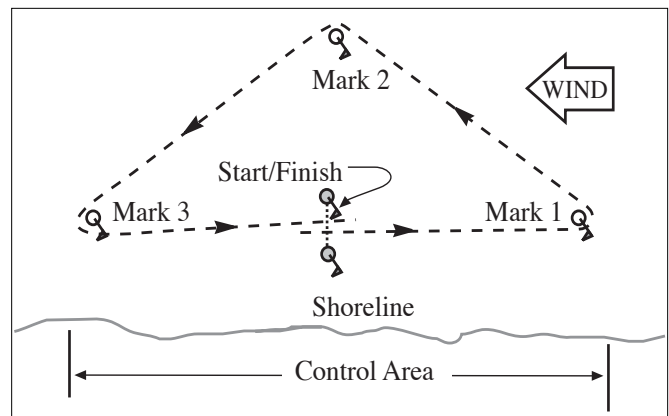 Mark 2
WIND
Start/Finish
Mark 3
Mark 1
Shoreline
Control Area